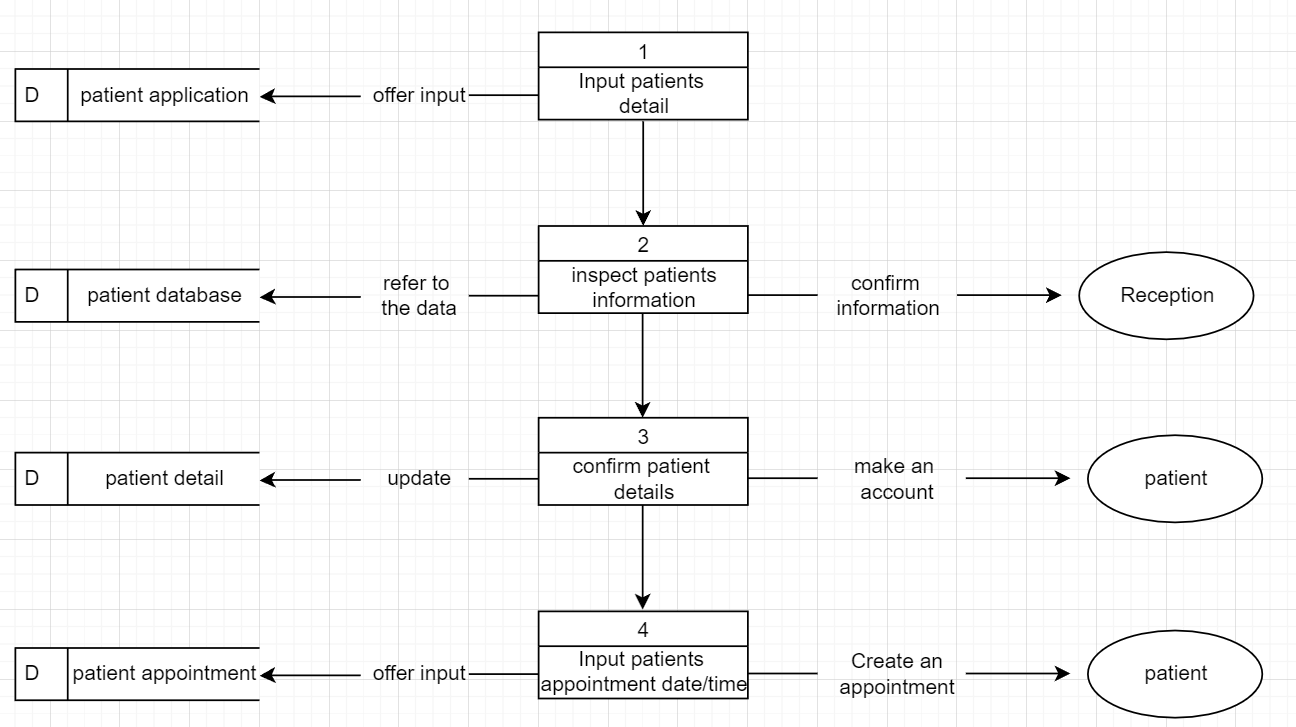 1
Input patients
detail
D
patient application
offer input
2
inspect patients
information
D
patient database
refer to
the data
confirm
information
Reception
3
confirm patient
details
D
patient detail
update
make an
account
patient
4
Input patients
appointment date/time
D
patient appointment
offer input
Create an
appointment
patient